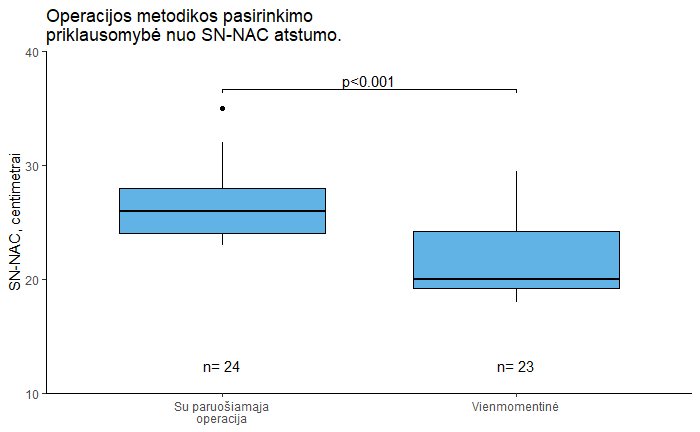 Operacijos metodikos pasirinkimo
priklausomybė nuo SN-NAC atstumo.
40
p<0.001
30
SN-NAC, centimetrai
20
n= 24
n= 23
10
Su paruošiamąja
operacija
Vienmomentinė